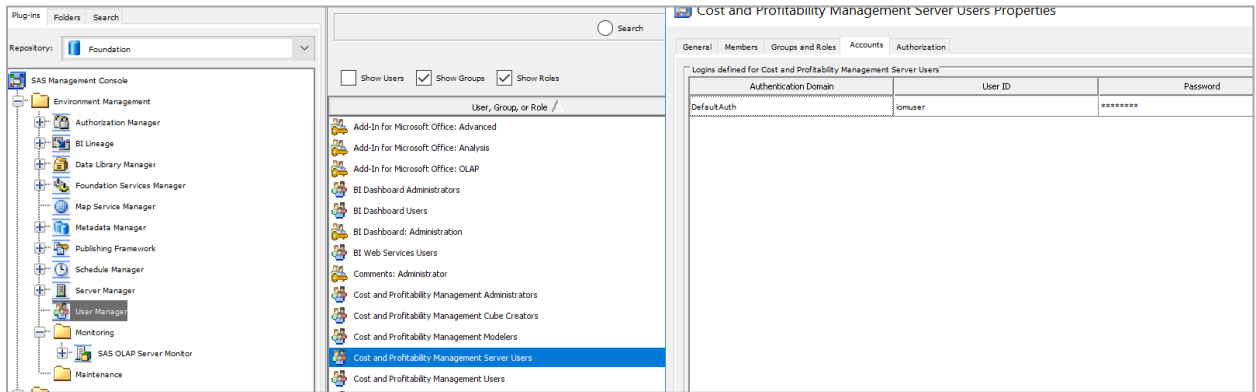 Plug-ins Folders Search
Repository: Foundation
SAS Management Console
Environment Management
Authorization Manager
BI Lineage
Data Library Manager
Foundation Services Manager
Map Service Manager
Metadata Manager
Publishing Framework
Schedule Manager
Server Manager
User Manager
Monitoring
SAS OLAP Server Monitor
Maintenance
Search
Show Users Show Groups Show Roles
User, Group, or Role
Add-In for Microsoft Office: Advanced
Add-In for Microsoft Office: Analysis
Add-In for Microsoft Office: OLAP
BI Dashboard Administrators
BI Dashboard Users
BI Dashboard: Administration
BI Web Services Users
Comments: Administrator
Cost and Profitability Management Administrators
Cost and Profitability Management Cube Creators
Cost and Profitability Management Modelers
Cost and Profitability Management Server Users
Cost and Profitability Management Users
Cost and Profitability Management Server Users Properties
General Members Groups and Roles Accounts Authorization
Logins defined for Cost and Profitability Management Server Users
Authentication Domain User ID Password
DefaultAuth iomuser ********